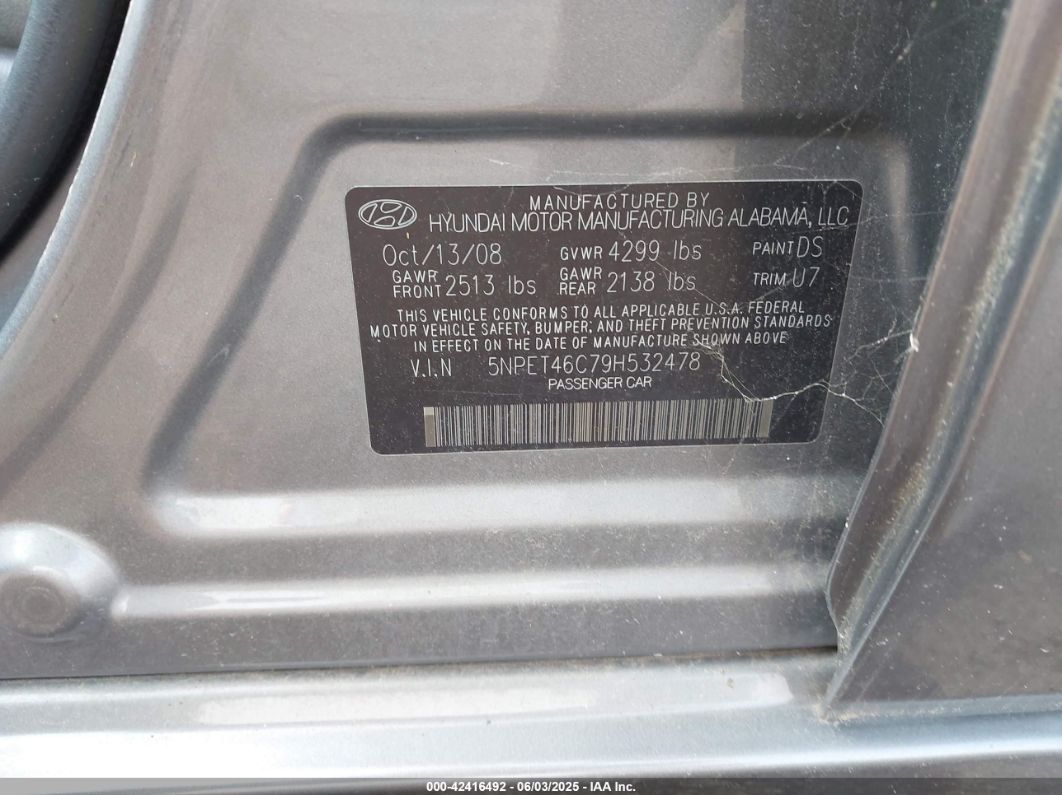 MANUFACTURED BY
HYUNDAI MOTOR MANUFACTURING ALABAMA, LLC
Oct/13/08 GVWR 4299 lbs PAINT DS
GAWR FRONT 2513 lbs GAWR REAR 2138 lbs TRIM U7
THIS VEHICLE CONFORMS TO ALL APPLICABLE U.S.A. FEDERAL
MOTOR VEHICLE SAFETY, BUMPER, AND THEFT PREVENTION STANDARDS
IN EFFECT ON THE DATE OF MANUFACTURE SHOWN ABOVE
V.I.N 5NPET46C79H532478
PASSENGER CAR
000-42416492 - 06/03/2025 - IAA Inc.